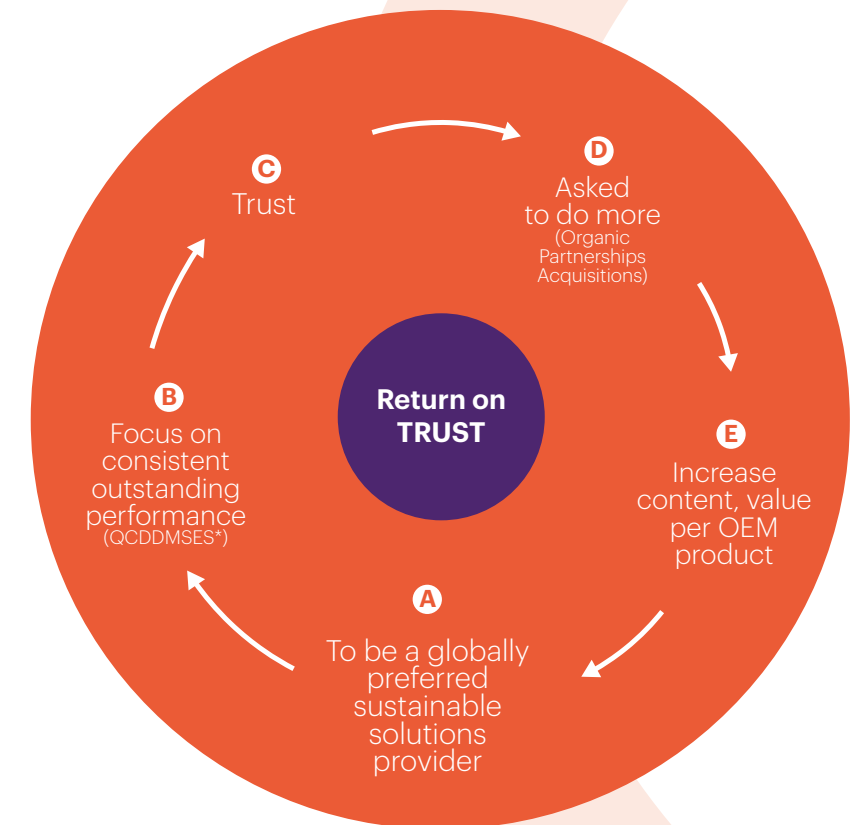 C
Trust
D
Asked
to do more
(Organic
Partnerships
Acquisitions)
B
Focus on
consistent
outstanding
performance
(QCDDMSES*)
Return on
TRUST
E
Increase
content, value
per OEM
product
A
To be a globally
preferred
sustainable
solutions
provider